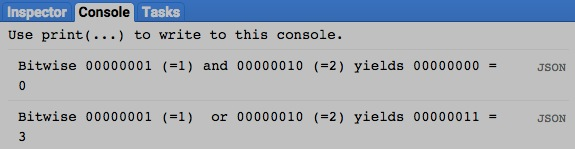 Inspector Console Tasks
Use print(...) to write to this console.
Bitwise 00000001 (=1) and 00000010 (=2) yields 00000000 = JSON
0
Bitwise 00000001 (=1)  or 00000010 (=2) yields 00000011 = JSON
3